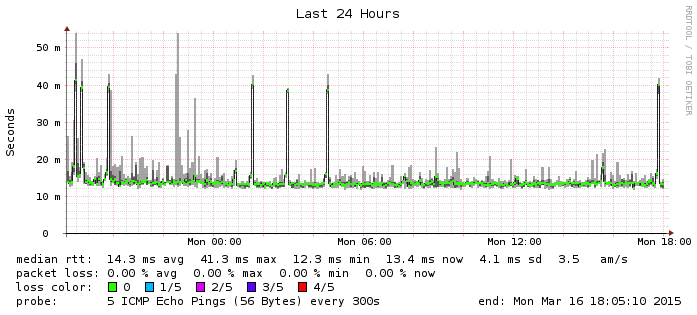 Last 24 Hours
RRDTOOL / TOBI OETIKER
Seconds
50 m
40 m
30 m
20 m
10 m
0
Mon 00:00 Mon 06:00 Mon 12:00 Mon 18:00
median rtt: 14.3 ms avg 41.3 ms max 12.3 ms min 13.4 ms now 4.1 ms sd 3.5 am/s
packet loss: 0.00 % avg 0.00 % max 0.00 % min 0.00 % now
loss color: 0 1/5 2/5 3/5 4/5
probe: 5 ICMP Echo Pings (56 Bytes) every 300s end: Mon Mar 16 18:05:10 2015